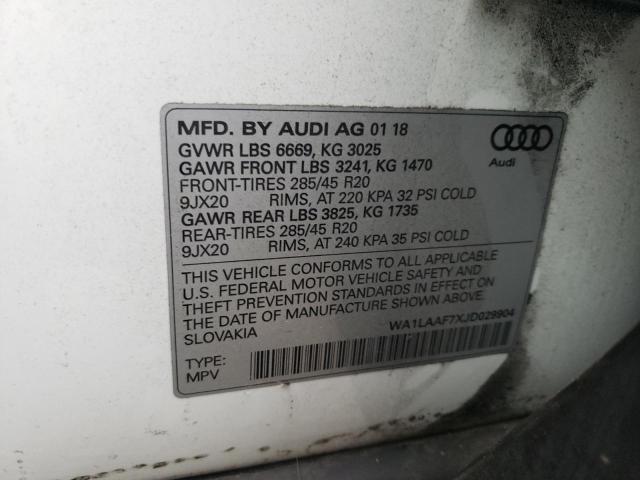 MFD. BY AUDI AG 01 18
GVWR LBS 6669, KG 3025
GAWR FRONT LBS 3241, KG 1470
FRONT-TIRES 285/45 R20
9JX20 RIMS, AT 220 KPA 32 PSI COLD
GAWR REAR LBS 3825, KG 1735
REAR-TIRES 285/45 R20
9JX20 RIMS, AT 240 KPA 35 PSI COLD
Audi
THIS VEHICLE CONFORMS TO ALL APPLICABLE
U.S. FEDERAL MOTOR VEHICLE SAFETY AND
THEFT PREVENTION STANDARDS IN EFFECT ON
THE DATE OF MANUFACTURE SHOWN ABOVE.
SLOVAKIA
WA1LAAF7XJD029904
TYPE:
MPV